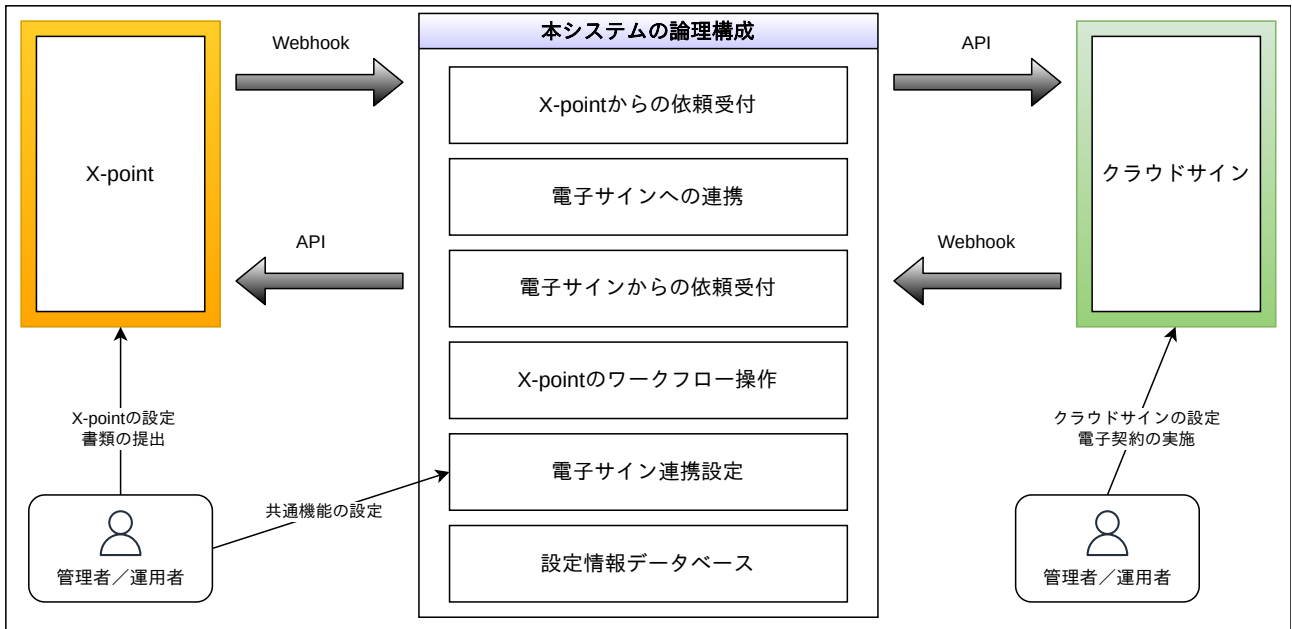 本システムの論理構成
Webhook
API
X-point
X-pointからの依頼受付
電子サインへの連携
電子サインからの依頼受付
X-pointのワークフロー操作
電子サイン連携設定
設定情報データベース
クラウドサイン
API
Webhook
X-pointの設定
書類の提出
共通機能の設定
クラウドサインの設定
電子契約の実施
管理者／運用者
管理者／運用者